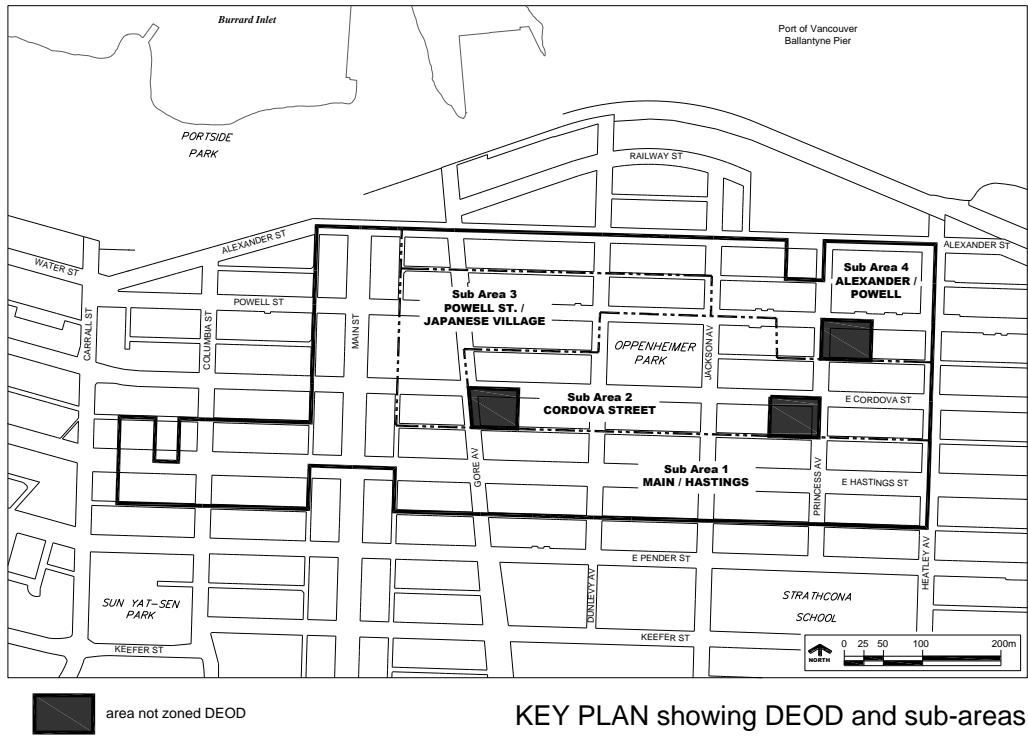 Burrard Inlet
Port of Vancouver
Ballantyne Pier
PORTSIDE
PARK
RAILWAY ST
ALEXANDER ST
ALEXANDER ST
WATER ST
Sub Area 4
ALEXANDER /
POWELL
Sub Area 3
POWELL ST. /
JAPANESE VILLAGE
POWELL ST
CARRALL ST
COLUMBIA ST
MAIN ST
OPPENHEIMER
PARK
JACKSON AV
Sub Area 2
CORDOVA STREET
E CORDOVA ST
Sub Area 1
MAIN / HASTINGS
GORE AV
PRINCESS AV
E HASTINGS ST
E PENDER ST
HEATLEY AV
DUNLEVY AV
SUN YAT-SEN
PARK
STRATHCONA
SCHOOL
KEEFER ST
KEEFER ST
NORTH
0 25 50 100 200m
area not zoned DEOD
KEY PLAN showing DEOD and sub-areas